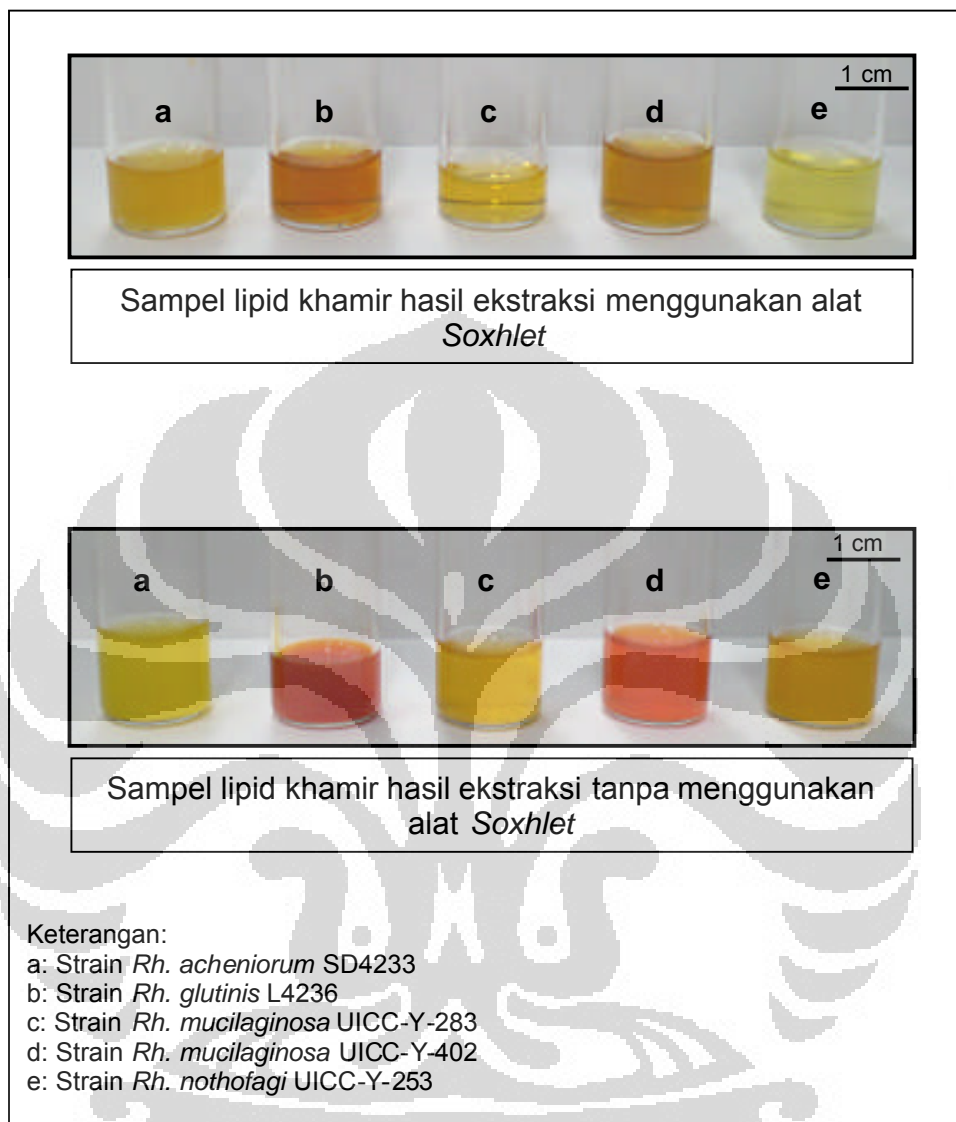 1 cm
a b c d e
Sampel lipid khamir hasil ekstraksi menggunakan alat
Soxhlet
1 cm
a b c d e
Sampel lipid khamir hasil ekstraksi tanpa menggunakan
alat Soxhlet
Keterangan:
a: Strain Rh. acheniorum SD4233
b: Strain Rh. glutinis L4236
c: Strain Rh. mucilaginosa UICC-Y-283
d: Strain Rh. mucilaginosa UICC-Y-402
e: Strain Rh. nothofagi UICC-Y-253